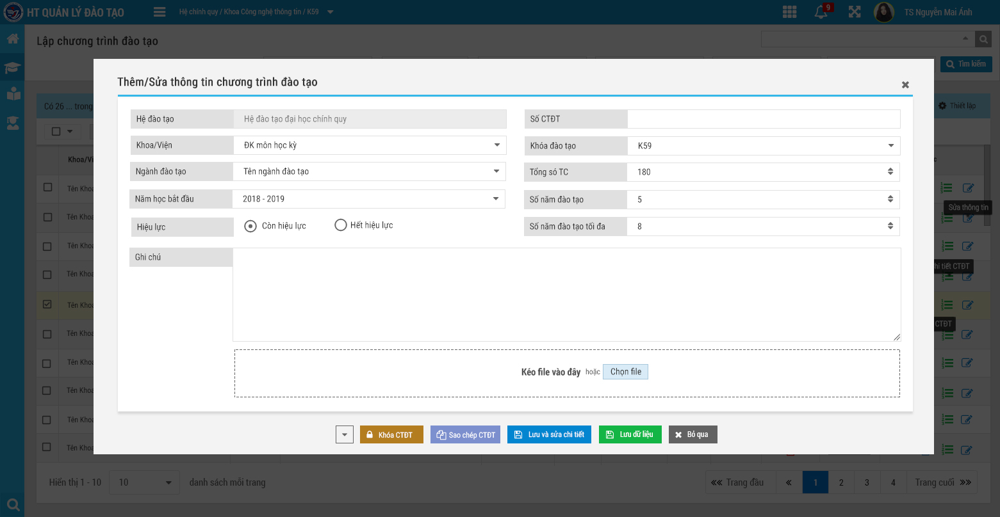 HT QUẢN LÝ ĐÀO TẠO
Hệ chính quy / Khoa Công nghệ thông tin / K59
9
TS Nguyễn Mai Ánh
Lập chương trình đào tạo
Tìm kiếm
Có 26 ... trong
Thiết lập
Thêm/Sửa thông tin chương trình đào tạo
Hệ đào tạo Hệ đào tạo đại học chính quy
Số CTĐT
Khoa/Viện ĐK môn học kỳ
Khóa đào tạo K59
Ngành đào tạo Tên ngành đào tạo
Tổng só TC 180
Năm học bắt đầu 2018 - 2019
Số năm đào tạo 5
Hiệu lực Còn hiệu lực Hết hiệu lực
Số năm đào tạo tối đa 8
Ghi chú
Kéo file vào đây hoặc Chọn file
Khóa CTĐT
Sao chép CTĐT
Lưu và sửa chi tiết
Lưu dữ liệu
Bỏ qua
Khoa/Vi
Tên Khoa
Tên Khoa
Tên Khoa
Tên Khoa
Tên Khoa
Tên Khoa
Tên Khoa
Tên Khoa
Tên Khoa
Tên Khoa
Sửa thông tin
hi tiết CTĐT
CTĐT
Hiển thị 1 - 10 10 danh sách mỗi trang
Trang đầu 1 2 3 4 Trang cuối